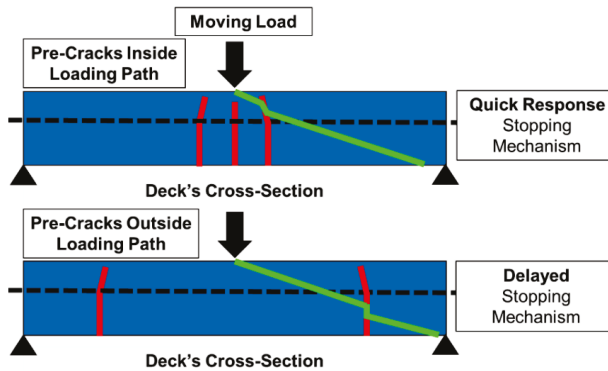 Moving Load
Pre-Cracks Inside
Loading Path
Quick Response
Stopping
Mechanism
Deck's Cross-Section
Pre-Cracks Outside
Loading Path
Delayed
Stopping
Mechanism
Deck's Cross-Section